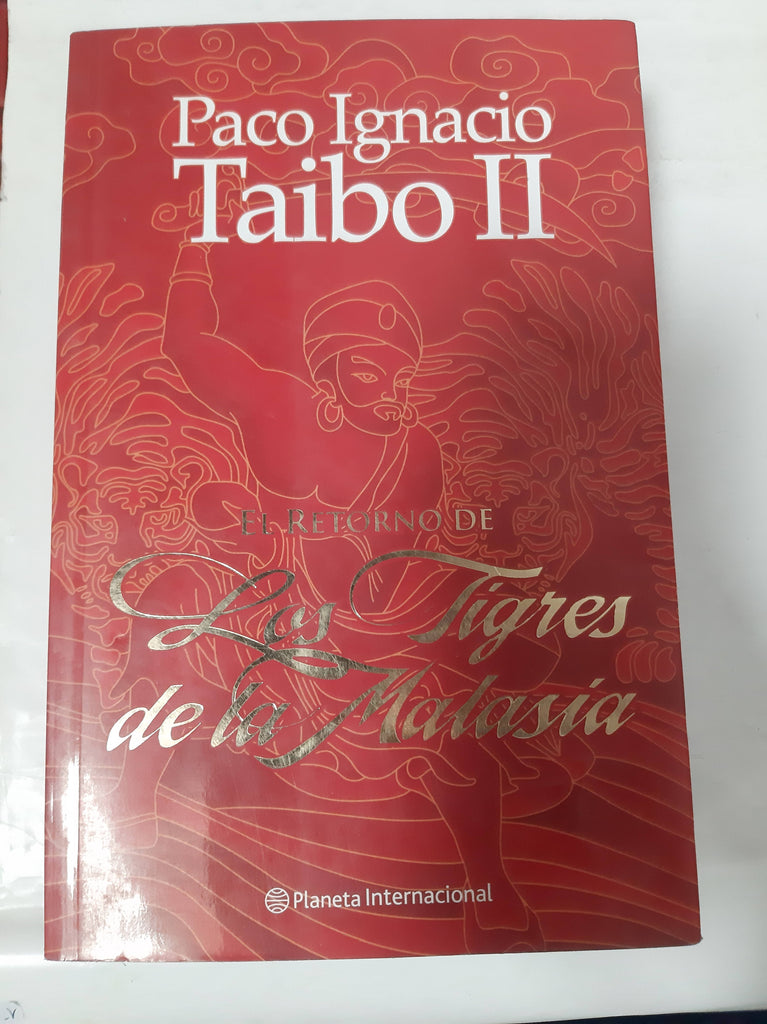 Paco Ignacio
Taibo II
El Retorno de
Los Tigres
de la Malasia
Planeta Internacional